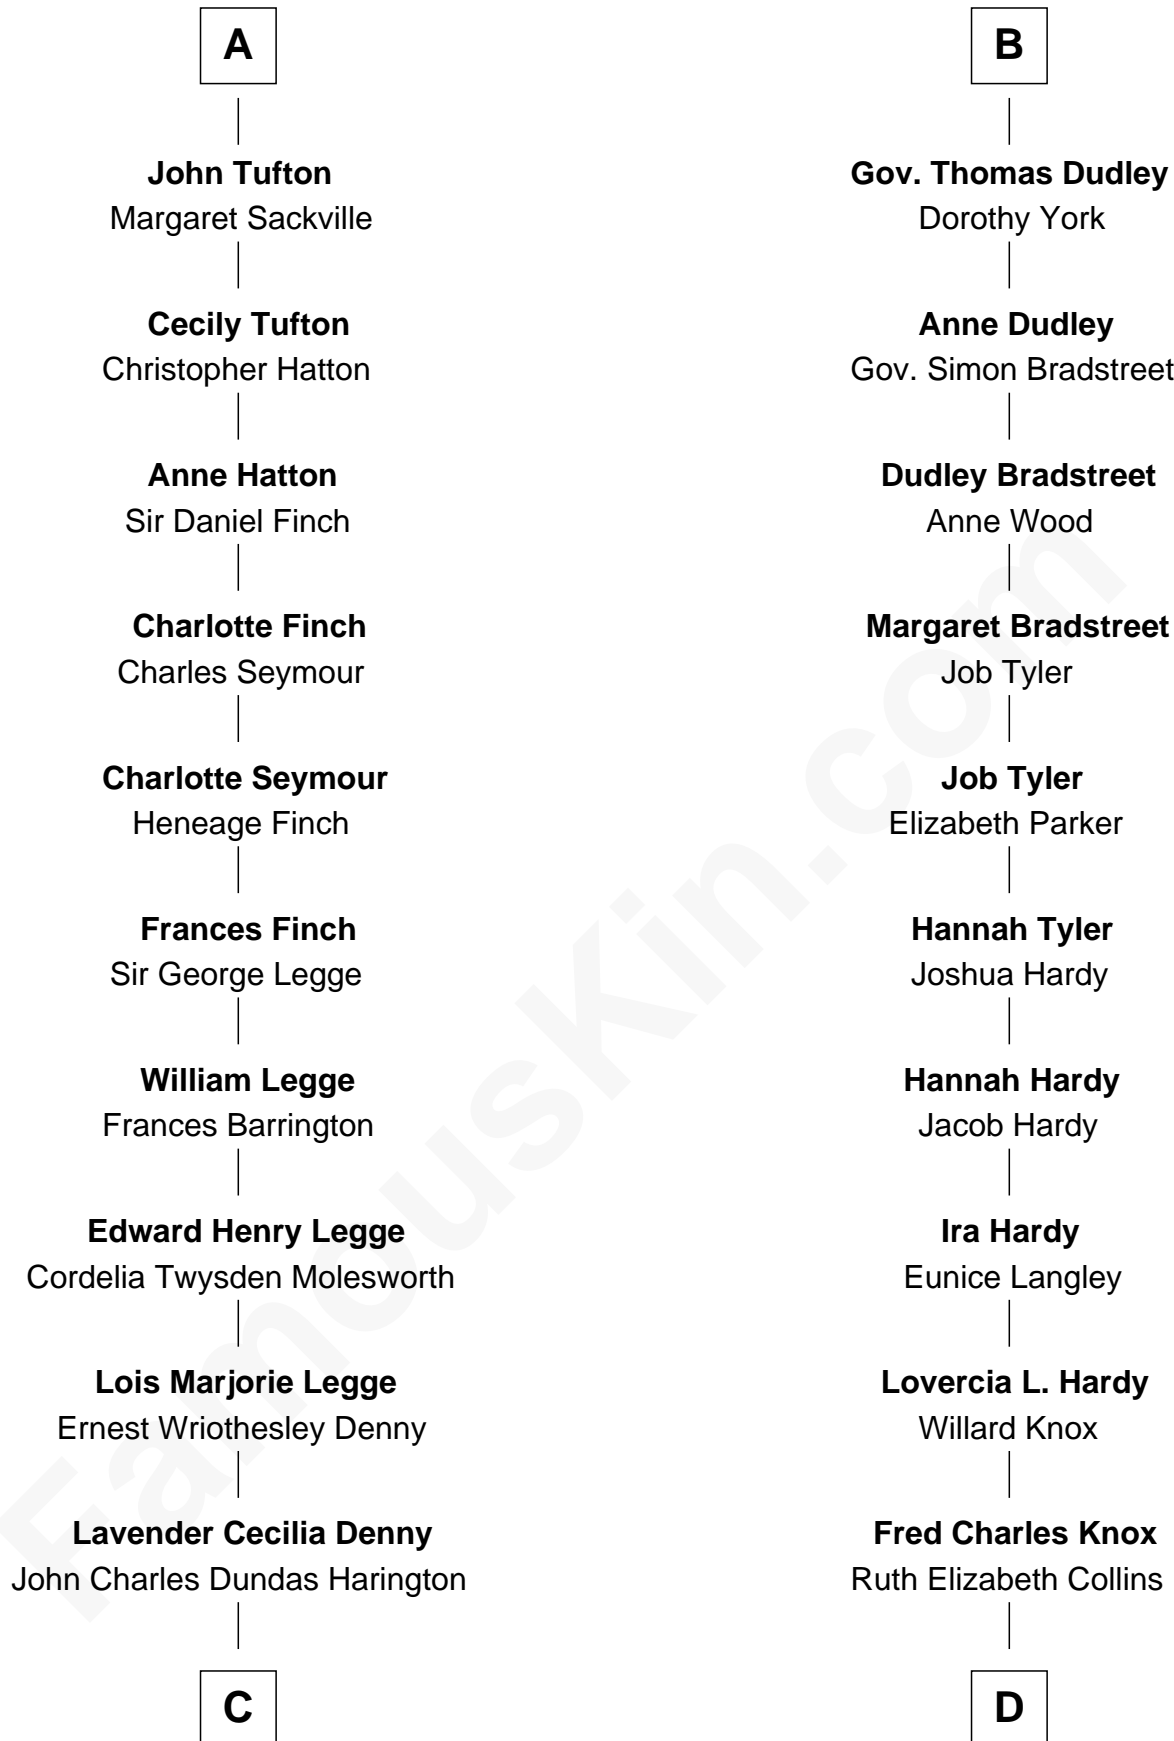 A
John Tufton
Margaret Sackville
Cecily Tufton
Christopher Hatton
Anne Hatton
Sir Daniel Finch
Charlotte Finch
Charles Seymour
Charlotte Seymour
Heneage Finch
Frances Finch
Sir George Legge
William Legge
Frances Barrington
Edward Henry Legge
Cordelia Twysden Molesworth
Lois Marjorie Legge
Ernest Wriothesley Denny
Lavender Cecilia Denny
John Charles Dundas Harington
C
B
Gov. Thomas Dudley
Dorothy York
Anne Dudley
Gov. Simon Bradstreet
Dudley Bradstreet
Anne Wood
Margaret Bradstreet
Job Tyler
Job Tyler
Elizabeth Parker
Hannah Tyler
Joshua Hardy
Hannah Hardy
Jacob Hardy
Ira Hardy
Eunice Langley
Lovercia L. Hardy
Willard Knox
Fred Charles Knox
Ruth Elizabeth Collins
D
FamousKin.com